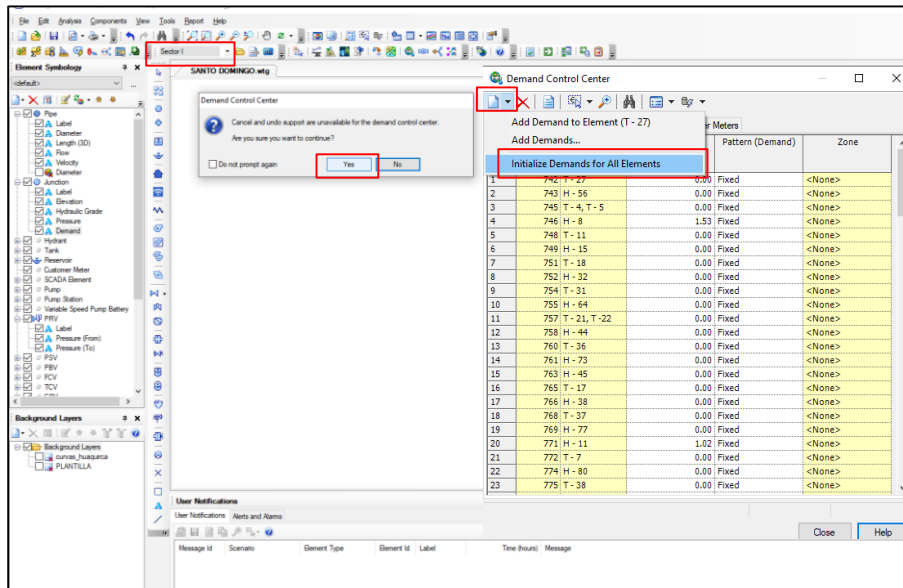 File Edit Analysis Components View Tools Report Help
Sector I
Element Symbology
<default>
Pipe
Label
Diameter
Length (3D)
Flow
Velocity
Diameter
Junction
Label
Elevation
Hydraulic Grade
Pressure
Demand
Hydrant
Tank
Reservoir
Customer Meter
SCADA Element
Pump
Pump Station
Variable Speed Pump Battery
PRV
Label
Pressure (From)
Pressure (To)
PSV
PBV
FCV
TCV
Background Layers
Background Layers
curvas_huaquirca
PLANTILLA
SANTO DOMINGO.wtg
Demand Control Center
Cancel and undo support are unavailable for the demand control center.
Are you sure you want to continue?
Do not prompt again
Yes No
Demand Control Center
Add Demand to Element (T - 27)
Add Demands...
Initialize Demands for All Elements
Meters
Pattern (Demand) Zone
1 742 T - 27 0.00 Fixed <None>
2 743 H - 56 0.00 Fixed <None>
3 745 T - 4, T - 5 0.00 Fixed <None>
4 746 H - 8 1.53 Fixed <None>
5 748 T - 11 0.00 Fixed <None>
6 749 H - 15 0.00 Fixed <None>
7 751 T - 18 0.00 Fixed <None>
8 752 H - 32 0.00 Fixed <None>
9 754 T - 31 0.00 Fixed <None>
10 755 H - 64 0.00 Fixed <None>
11 757 T - 21, T -22 0.00 Fixed <None>
12 758 H - 44 0.00 Fixed <None>
13 760 T - 36 0.00 Fixed <None>
14 761 H - 73 0.00 Fixed <None>
15 763 H - 45 0.00 Fixed <None>
16 765 T - 17 0.00 Fixed <None>
17 766 H - 38 0.00 Fixed <None>
18 768 T - 37 0.00 Fixed <None>
19 769 H - 77 0.00 Fixed <None>
20 771 H - 11 1.02 Fixed <None>
21 772 T - 7 0.00 Fixed <None>
22 774 H - 80 0.00 Fixed <None>
23 775 T - 38 0.00 Fixed <None>
Close Help
User Notifications
User Notifications Alerts and Alarms
Message Id Scenario Element Type Element Id Label Time (hours) Message